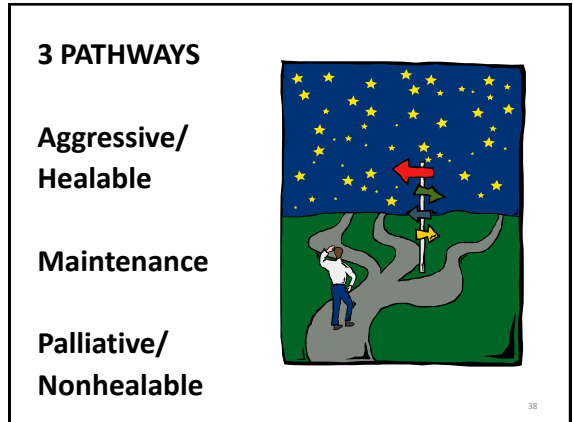 3 PATHWAYS
Aggressive/
Healable
Maintenance
Palliative/
Nonhealable
38